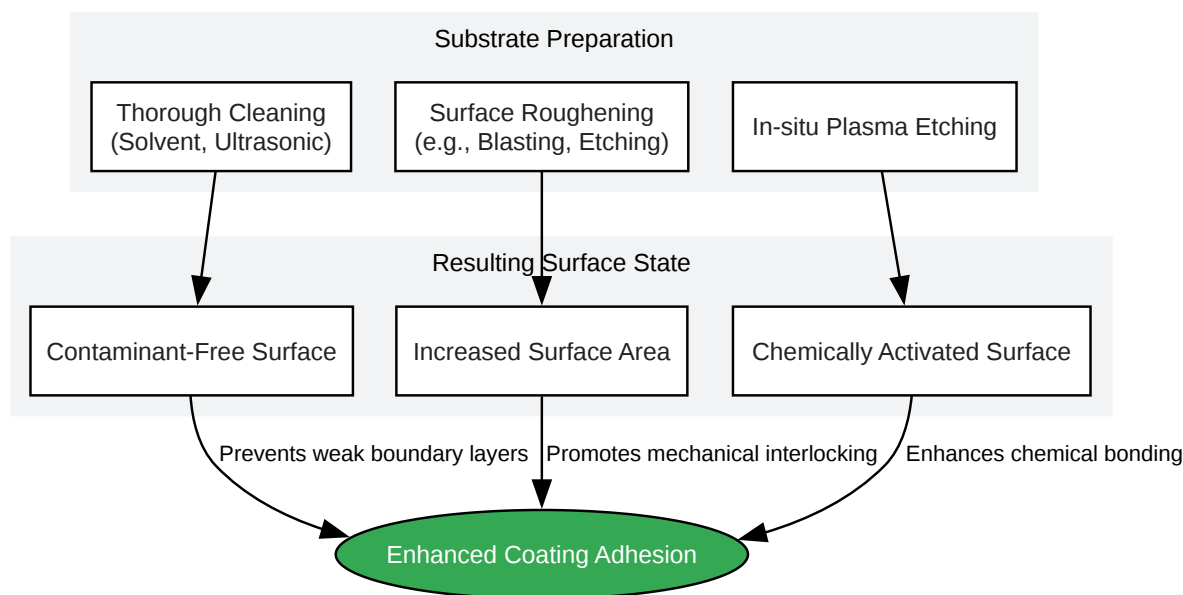 Substrate Preparation
Thorough Cleaning
(Solvent, Ultrasonic)
Surface Roughening
(e.g., Blasting, Etching)
In-situ Plasma Etching
Resulting Surface State
Contaminant-Free Surface
Increased Surface Area
Chemically Activated Surface
Prevents weak boundary layers
Promotes mechanical interlocking
Enhances chemical bonding
Enhanced Coating Adhesion